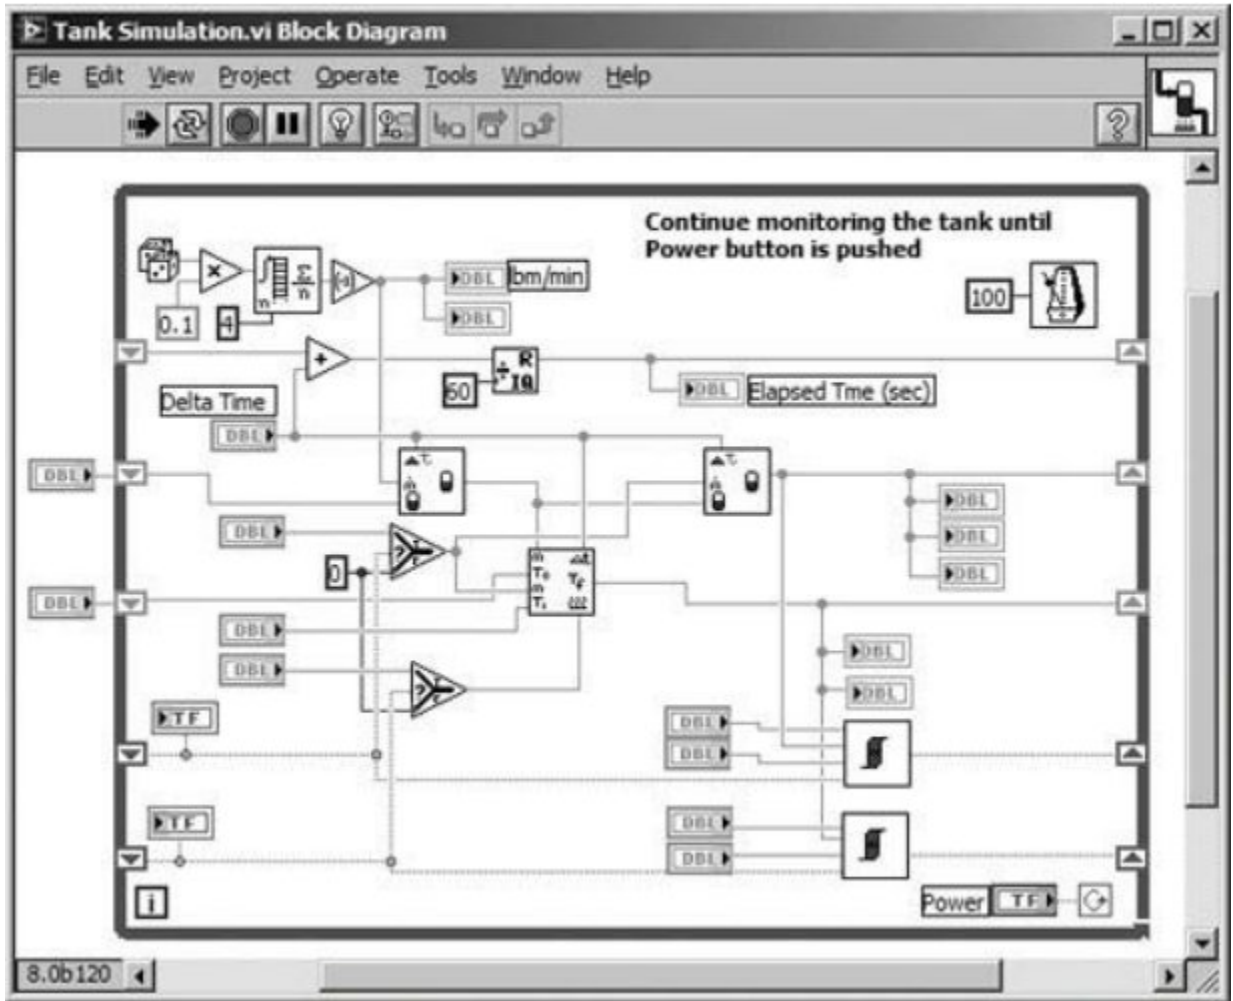 Tank Simulation.vi Block Diagram
File Edit View Project Operate Tools Window Help
Continue monitoring the tank until
Power button is pushed
×
Σ
n
n
(-1)
DBL lbm/min
100
0.1
4
DBL
+
R
÷
IQ
60
DBL Elapsed Tme (sec)
Delta Time
DBL
DBL
DBL
DBL
DBL
DBL
?
0
DBL
DBL
DBL
DBL
DBL
?
DBL
TF
DBL
DBL
DBL
TF
DBL
DBL
i
Power TF
8.0b120